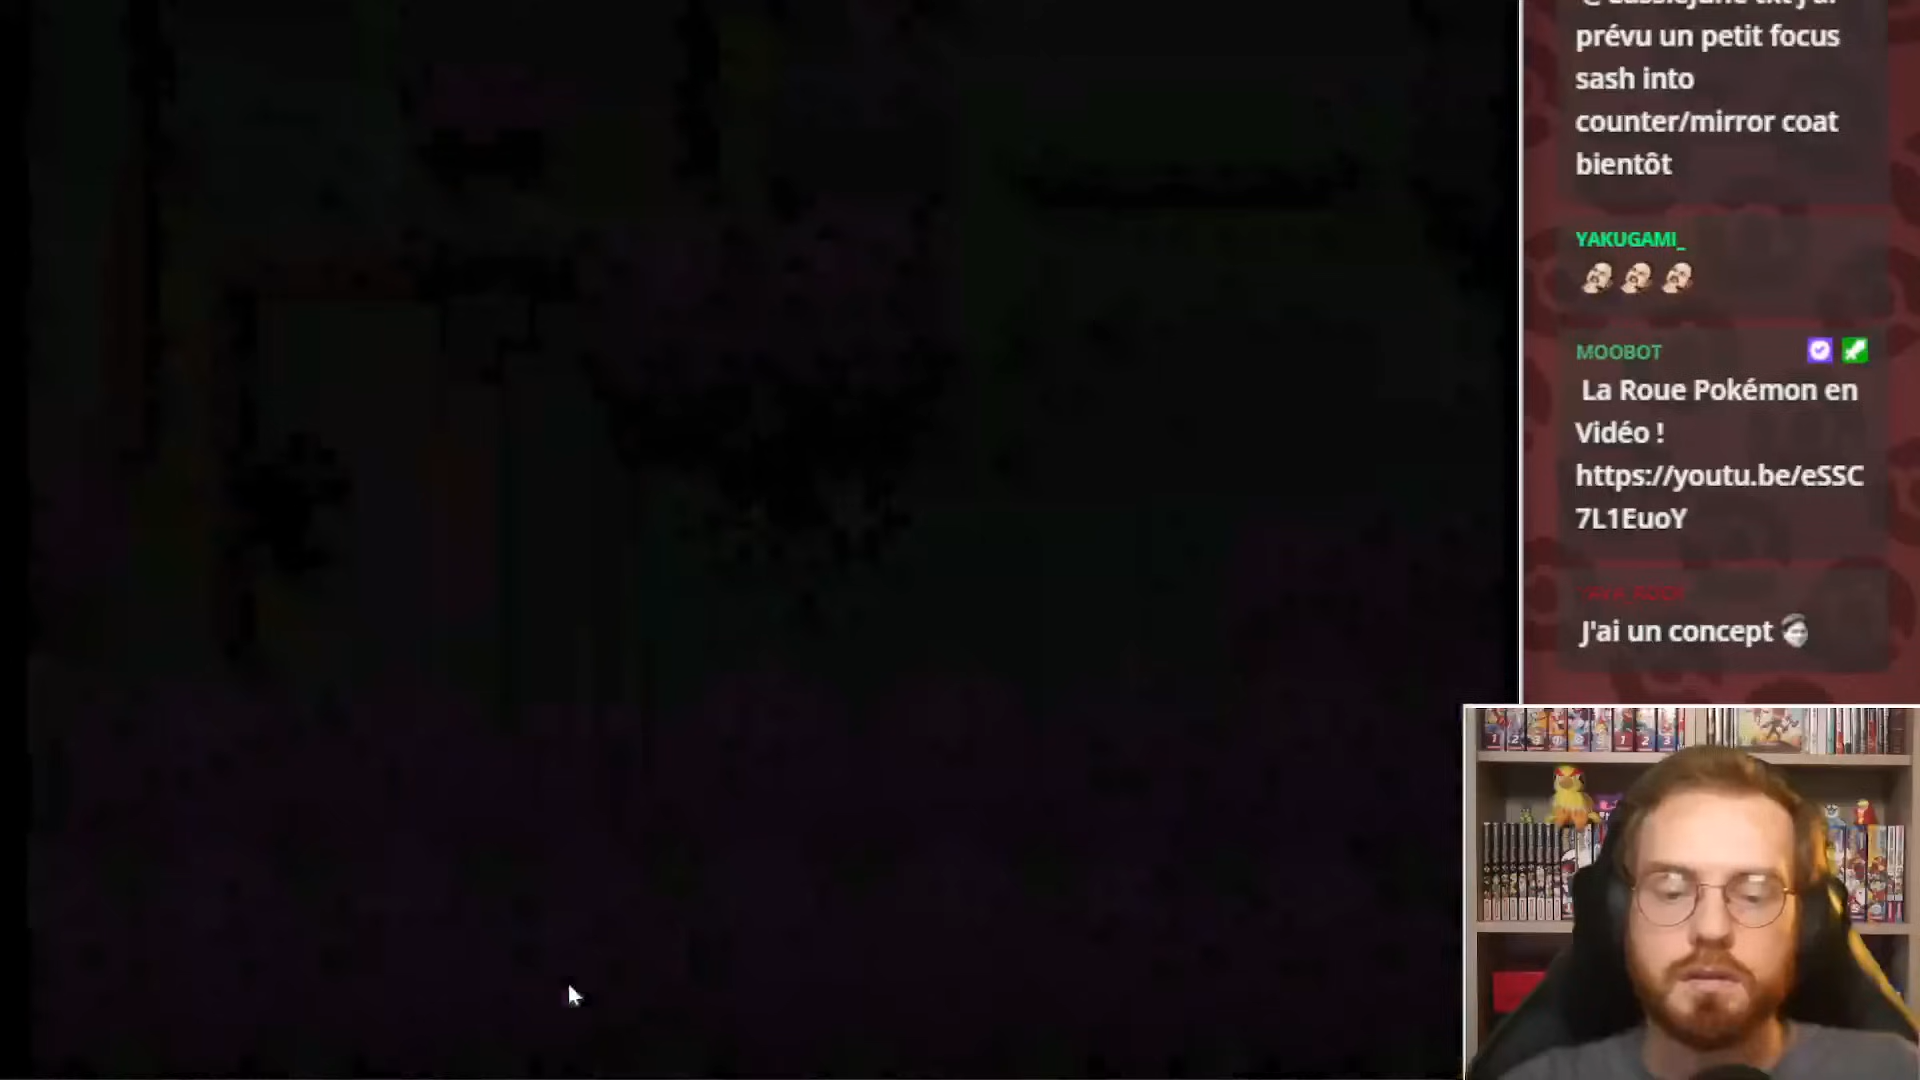 prévu un petit focus
sash into
counter/mirror coat
bientôt
YAKUGAMI_
MOOBOT
La Roue Pokémon en
Vidéo !
https://youtu.be/eSSC
7L1EuoY
J'ai un concept